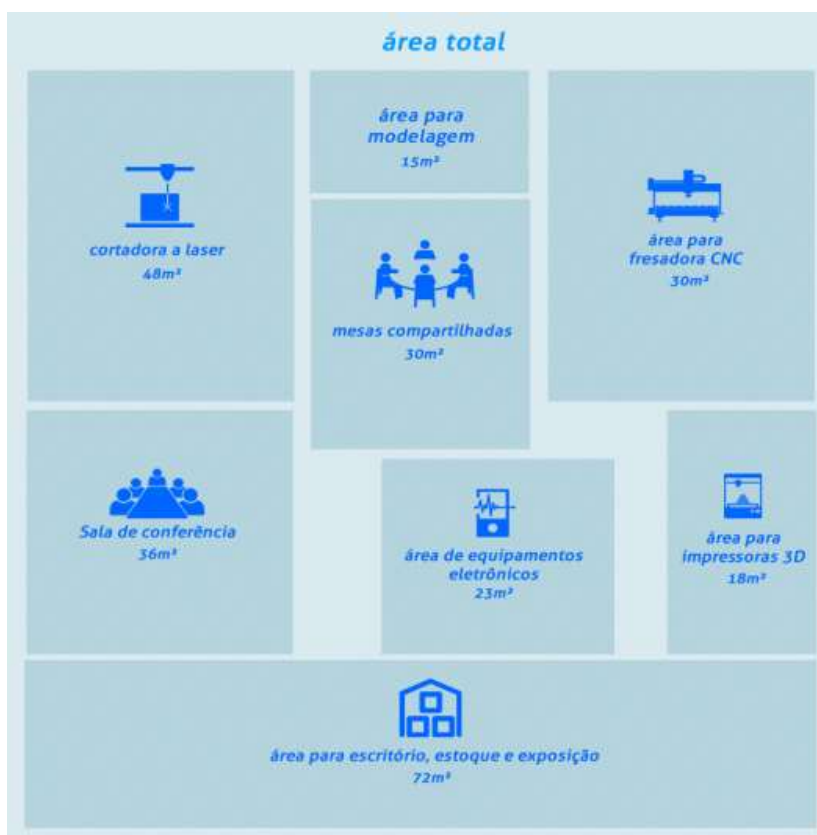 área total
área para
modelagem
15m²
cortadora a laser
48m²
área para
fresadora CNC
30m²
mesas compartilhadas
30m²
Sala de conferência
36m²
área de equipamentos
eletrônicos
23m²
área para
impressoras 3D
18m²
área para escritório, estoque e exposição
72m²